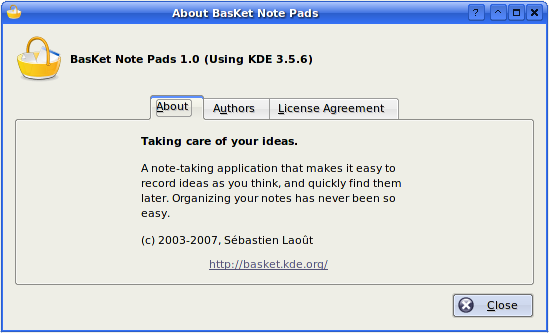 About BasKet Note Pads
BasKet Note Pads 1.0 (Using KDE 3.5.6)
About Authors License Agreement
Taking care of your ideas.
A note-taking application that makes it easy to
record ideas as you think, and quickly find them
later. Organizing your notes has never been so
easy.
(c) 2003-2007, Sébastien Laoût
http://basket.kde.org/
Close